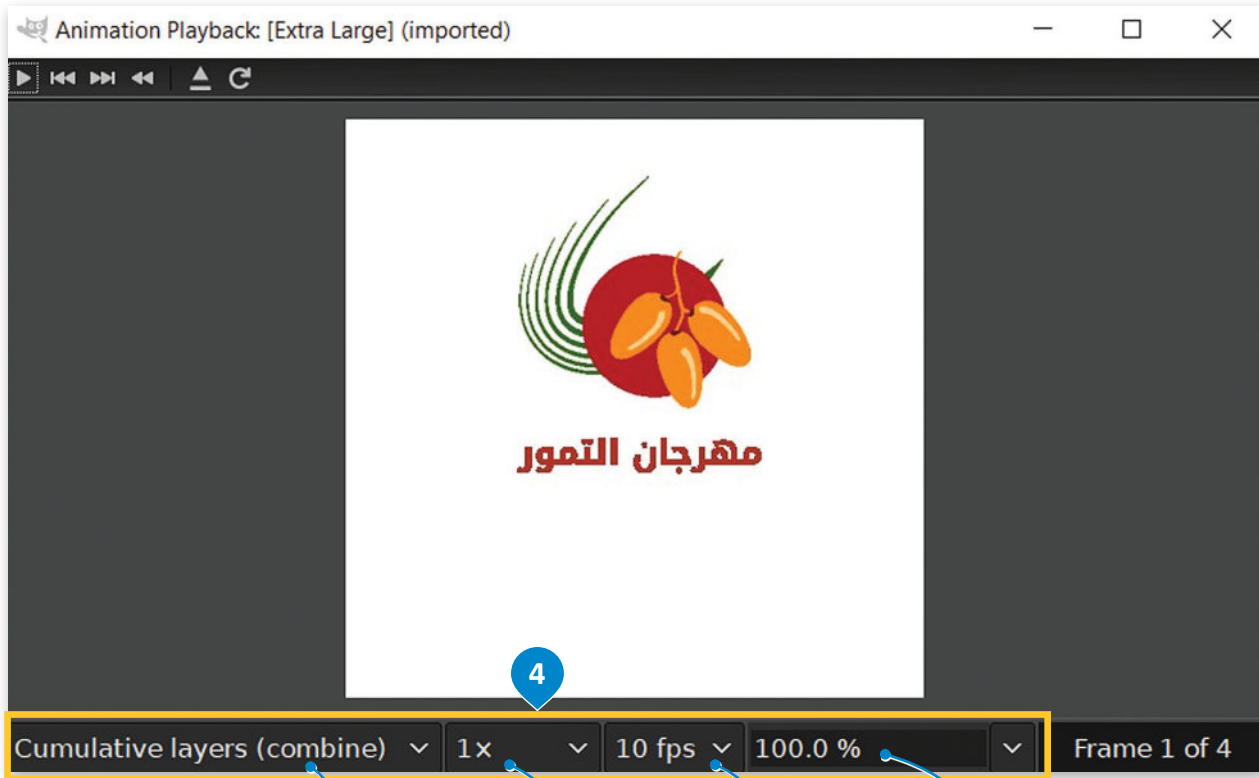 Animation Playback: [Extra Large] (imported)
مهرجان التمور
4
Cumulative layers (combine) 1x 10 fps 100.0 % Frame 1 of 4